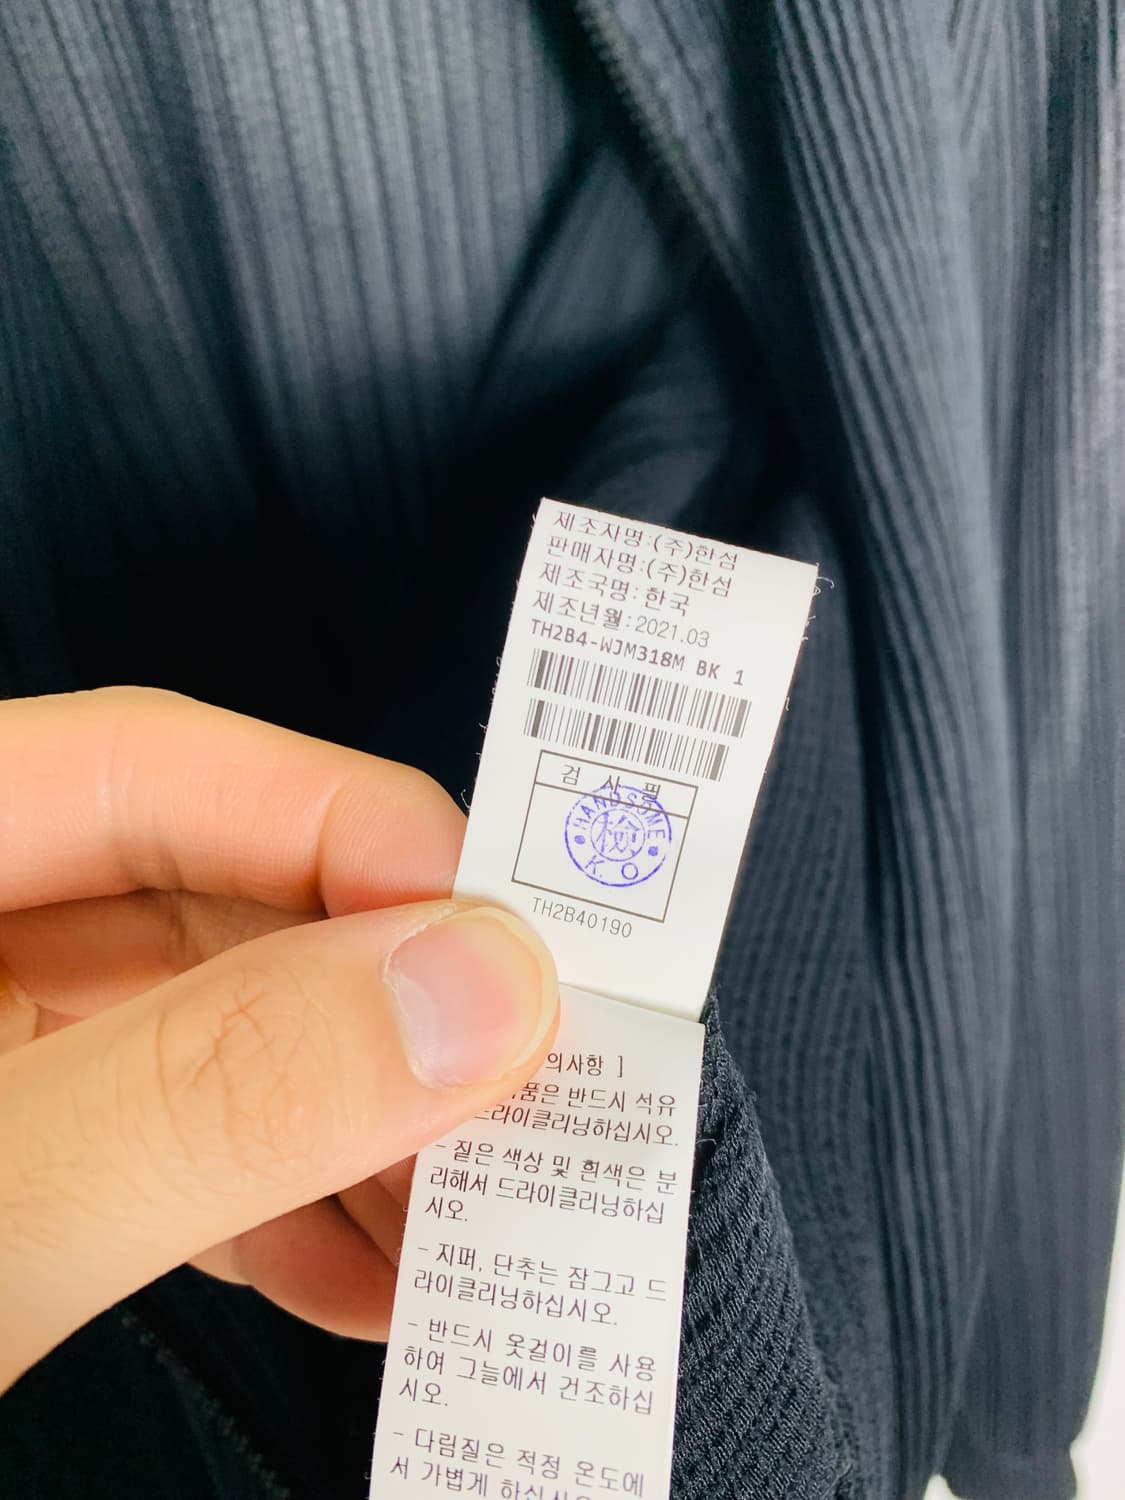 제조자명:(주)한섬
판매자명:(주)한섬
제조국명: 한국
제조년월:2021.03
TH2B4-WJM318M BK 1
검 사 필
HANDSOME
檢
K.O
TH2B40190
의사항 ]
품은 반드시 석유
드라이클리닝하십시오.
- 짙은 색상 및 흰색은 분
리해서 드라이클리닝하십
시오.
- 지퍼, 단추는 잠그고 드
라이클리닝하십시오.
- 반드시 옷걸이를 사용
하여 그늘에서 건조하십
시오.
- 다림질은 적정 온도에
서 가볍게 하십시오